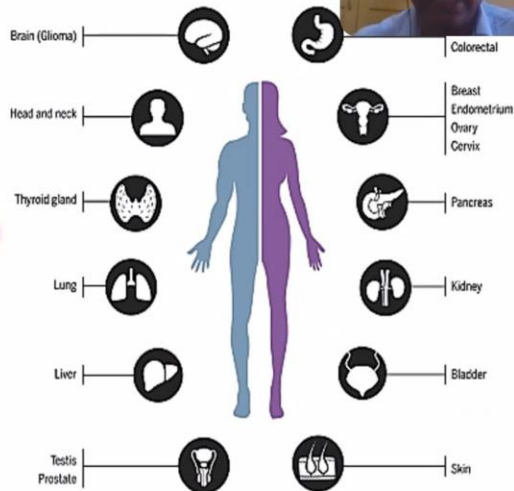 Brain (Glioma)
Colorectal
Head and neck
Breast
Endometrium
Ovary
Cervix
Thyroid gland
Pancreas
Lung
Kidney
Liver
Bladder
Testis
Prostate
Skin